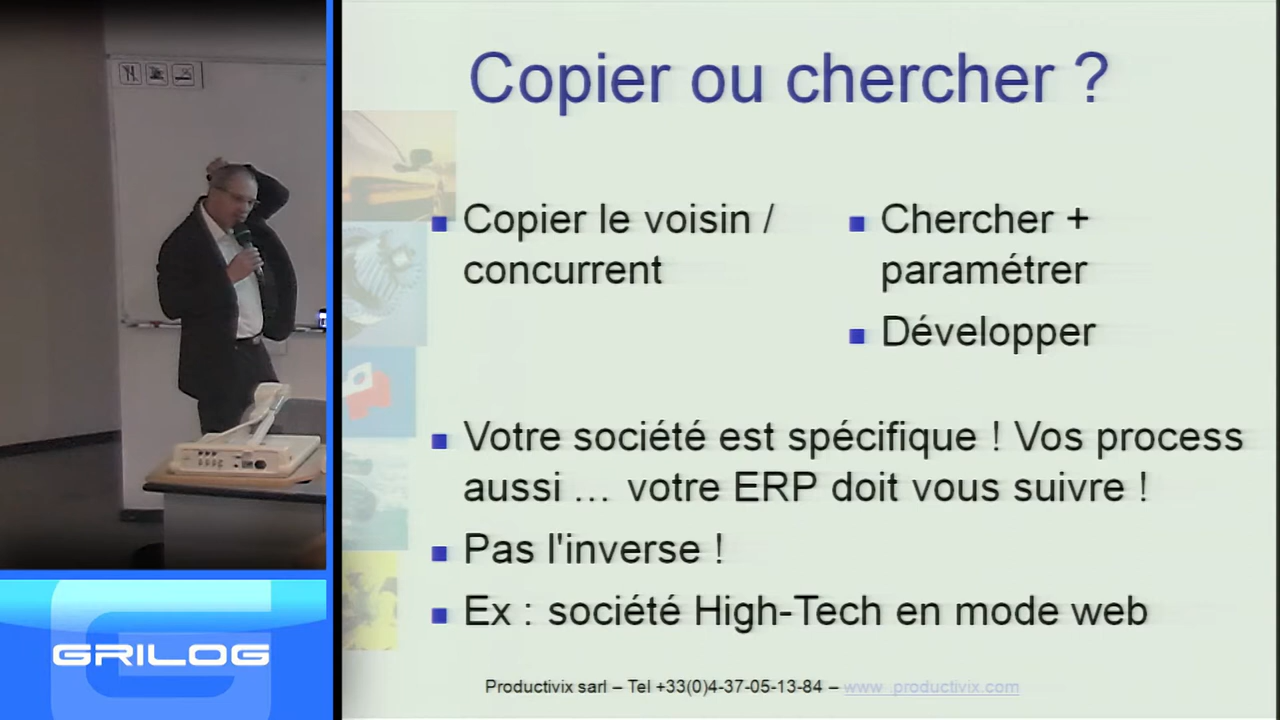 Copier ou chercher ?
Copier le voisin /
concurrent
Chercher +
paramétrer
Développer
Votre société est spécifique ! Vos process
aussi ... votre ERP doit vous suivre !
Pas l'inverse !
Ex : société High-Tech en mode web
Productivix sarl – Tel +33(0)4-37-05-13-84 – www.productivix.com
GRILOG